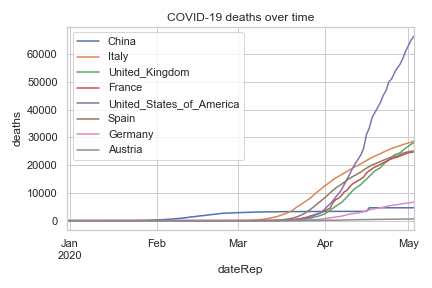 COVID-19 deaths over time
China
Italy
United_Kingdom
France
United_States_of_America
Spain
Germany
Austria
deaths
60000
50000
40000
30000
20000
10000
0
Jan
2020
Feb
Mar
Apr
May
dateRep